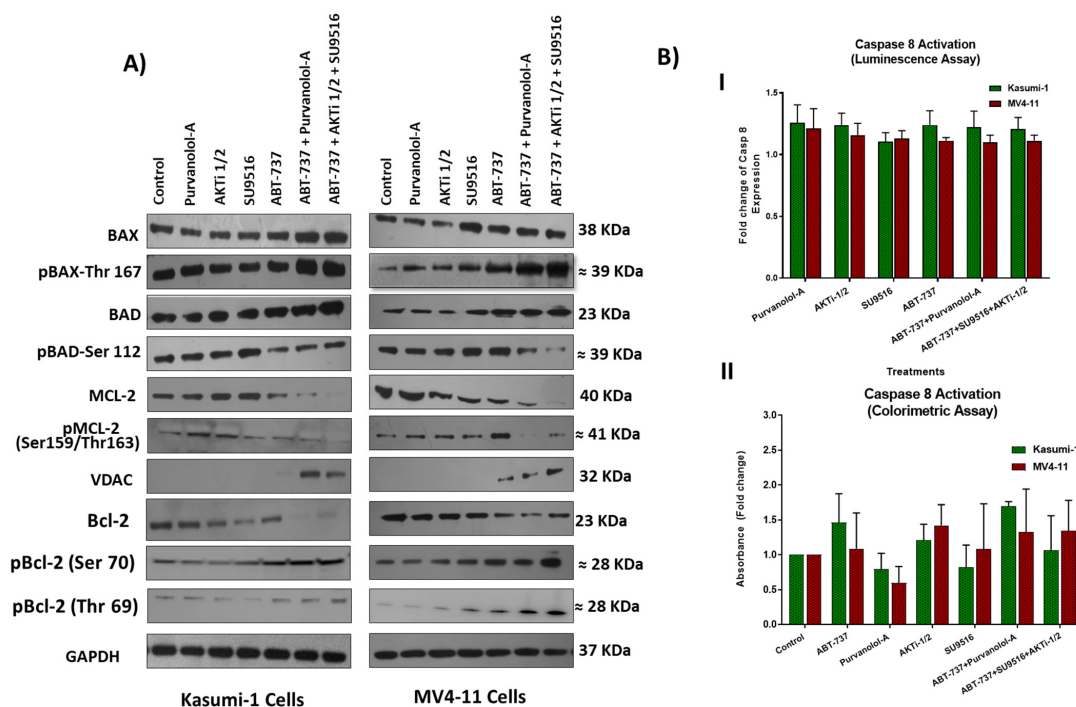 A)
Control
Purvanolol-A
AKTi 1/2
SU9516
ABT-737
ABT-737 + Purvanolol-A
ABT-737 + AKTi 1/2 + SU9516
Control
Purvanolol-A
AKTi 1/2
SU9516
ABT-737
ABT-737 + Purvanolol-A
ABT-737 + AKTi 1/2 + SU9516
BAX
38 KDa
pBAX-Thr 167
≈ 39 KDa
BAD
23 KDa
pBAD-Ser 112
≈ 39 KDa
MCL-2
40 KDa
pMCL-2
(Ser159/Thr163)
≈ 41 KDa
VDAC
32 KDa
Bcl-2
23 KDa
pBcl-2 (Ser 70)
≈ 28 KDa
pBcl-2 (Thr 69)
≈ 28 KDa
GAPDH
37 KDa
Kasumi-1 Cells
MV4-11 Cells
B)
I
Caspase 8 Activation
(Luminescence Assay)
Kasumi-1
MV4-11
Fold change of Casp 8
Expression
1.5
1.0
0.5
0.0
Purvanolol-A
AKTi-1/2
SU9516
ABT-737
ABT-737+Purvanolol-A
ABT-737+SU9516+AKTi-1/2
Treatments
II
Caspase 8 Activation
(Colorimetric Assay)
Kasumi-1
MV4-11
Absorbance (Fold change)
3.0
2.5
2.0
1.5
1.0
0.5
0.0
Control
ABT-737
Purvanolol-A
AKTi-1/2
SU9516
ABT-737+Purvanolol-A
ABT-737+SU9516+AKTi-1/2